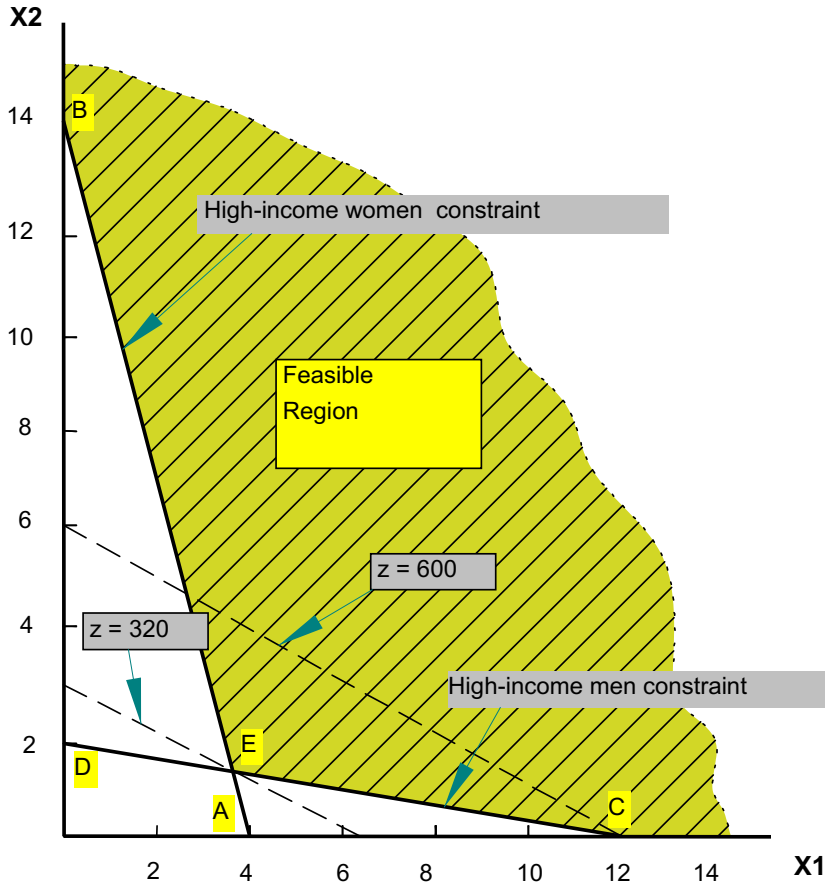 X2
14
B
High-income women constraint
12
10
Feasible
Region
8
6
z = 600
4
z = 320
High-income men constraint
2
E
D
A
C
2
4
6
8
10
12
14
X1